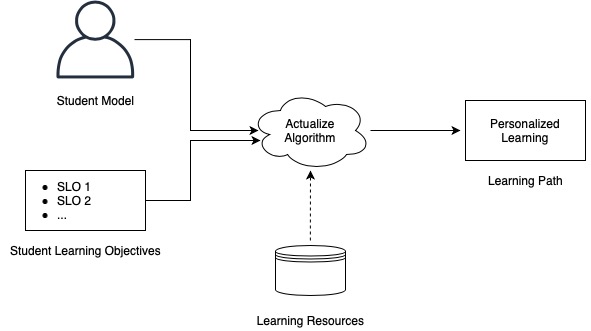 Student Model
Actualize
Algorithm
Personalized
Learning
Learning Path
• SLO 1
• SLO 2
• ...
Student Learning Objectives
Learning Resources